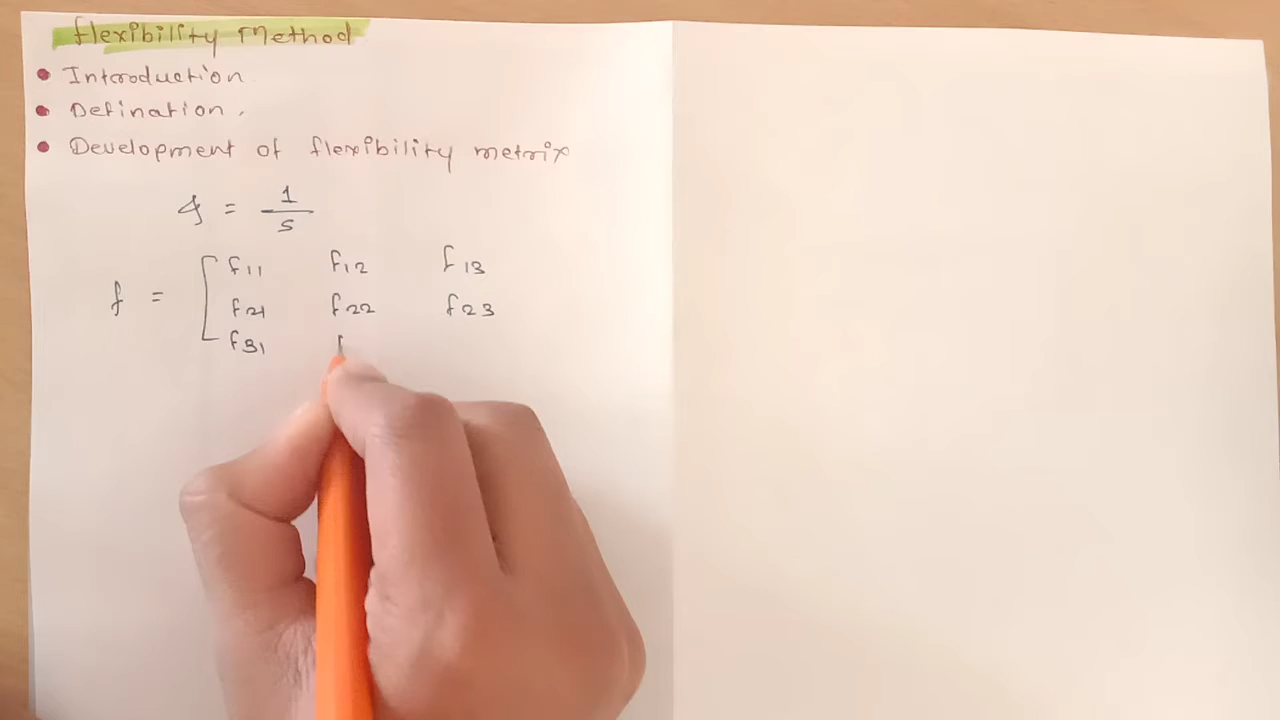 flexibility Method
• Introduction
• Defination.
• Development of flexibility metrix
f = 1/s
f = [ f11 f12 f13
f21 f22 f23
f31